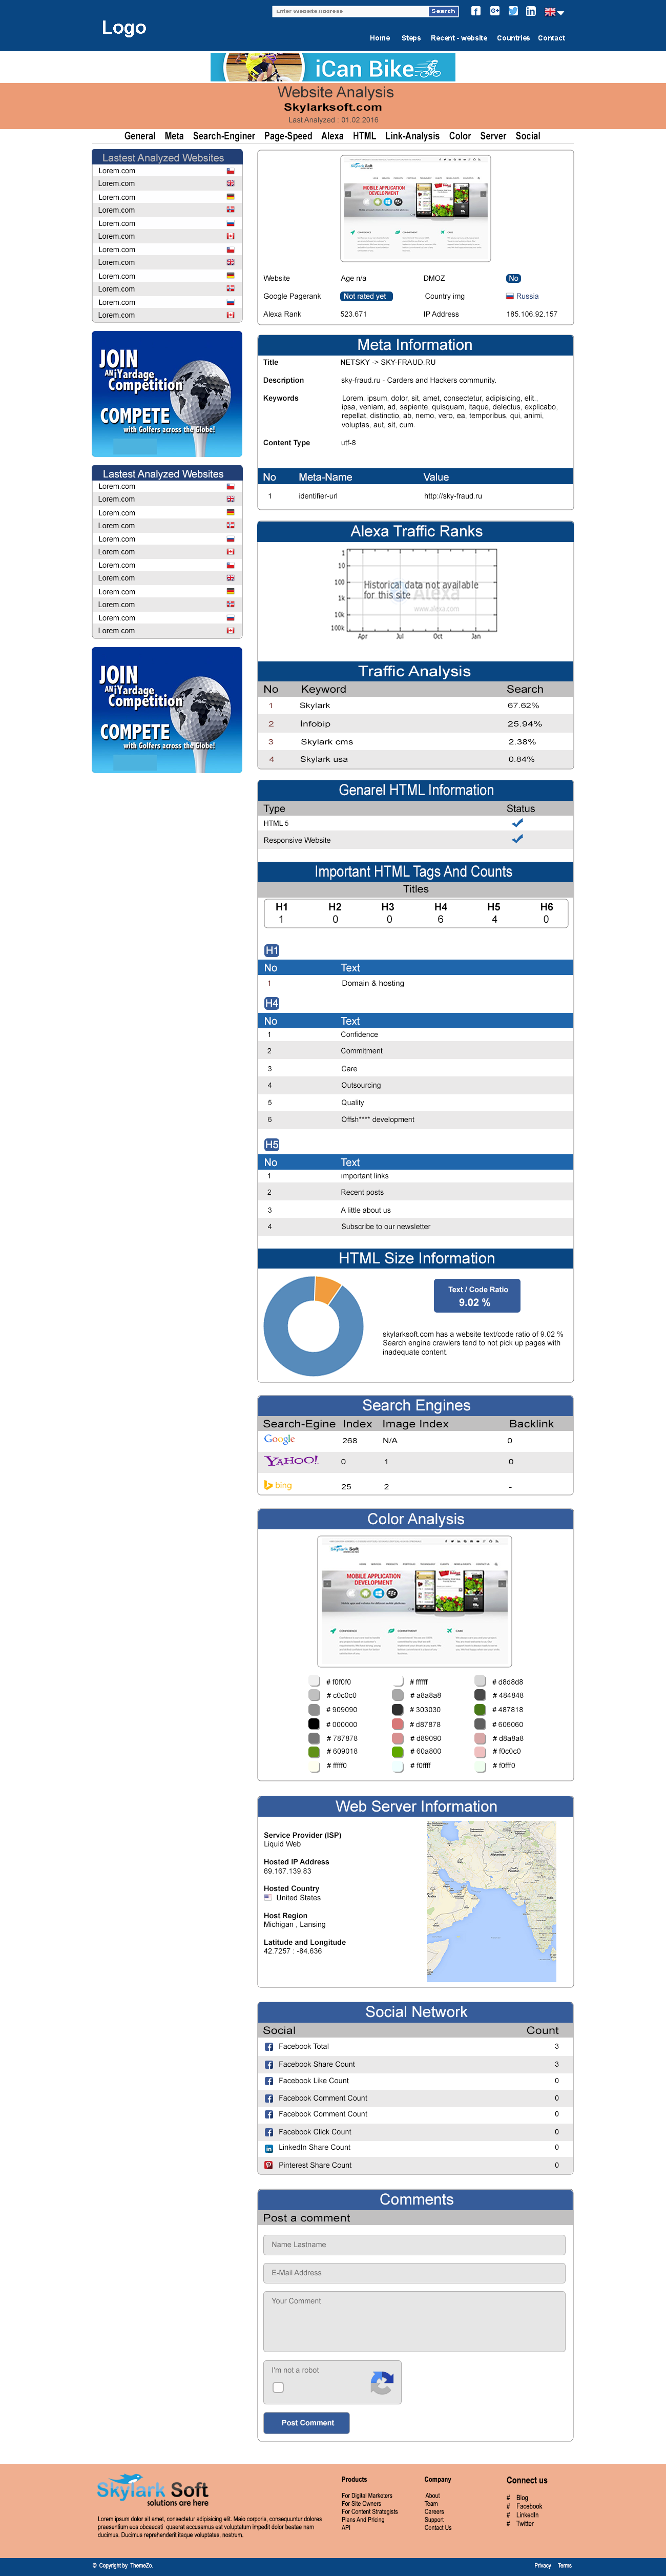 Logo
Enter Website Address
Search
Home Steps Recent - website Countries Contact
iCan Bike
Website Analysis
Skylarksoft.com
Last Analyzed : 01.02.2016
General Meta Search-Enginer Page-Speed Alexa HTML Link-Analysis Color Server Social
Lastest Analyzed Websites
Lorem.com
Lorem.com
Lorem.com
Lorem.com
Lorem.com
Lorem.com
Lorem.com
Lorem.com
Lorem.com
Lorem.com
Lorem.com
Lorem.com
JOIN
AN iYardage
Competition
COMPETE
with Golfers across the Globe!
Lastest Analyzed Websites
Lorem.com
Lorem.com
Lorem.com
Lorem.com
Lorem.com
Lorem.com
Lorem.com
Lorem.com
Lorem.com
Lorem.com
Lorem.com
Lorem.com
JOIN
AN iYardage
Competition
COMPETE
with Golfers across the Globe!
Skylark Soft
MOBILE APPLICATION
DEVELOPMENT
Website Age n/a DMOZ No
Google Pagerank Not rated yet Country img Russia
Alexa Rank 523.671 IP Address 185.106.92.157
Meta Information
Title NETSKY -> SKY-FRAUD.RU
Description sky-fraud.ru - Carders and Hackers community.
Keywords Lorem, ipsum, dolor, sit, amet, consectetur, adipisicing, elit.,
ipsa, veniam, ad, sapiente, quisquam, itaque, delectus, explicabo,
repellat, distinctio, ab, nemo, vero, ea, temporibus, qui, animi,
voluptas, aut, sit, cum.
Content Type utf-8
No Meta-Name Value
1 identifier-url http://sky-fraud.ru
Alexa Traffic Ranks
1
10
100
1k
10k
100k
Historical data not available
for this site
Alexa
www.alexa.com
Apr Jul Oct Jan
Traffic Analysis
No Keyword Search
1 Skylark 67.62%
2 Infobip 25.94%
3 Skylark cms 2.38%
4 Skylark usa 0.84%
Genarel HTML Information
Type Status
HTML 5
Responsive Website
Important HTML Tags And Counts
Titles
H1 H2 H3 H4 H5 H6
1 0 0 6 4 0
H1
No Text
1 Domain & hosting
H4
No Text
1 Confidence
2 Commitment
3 Care
4 Outsourcing
5 Quality
6 Offsh**** development
H5
No Text
1 important links
2 Recent posts
3 A little about us
4 Subscribe to our newsletter
HTML Size Information
Text / Code Ratio
9.02 %
skylarksoft.com has a website text/code ratio of 9.02 %
Search engine crawlers tend to not pick up pages with
inadequate content.
Search Engines
Search-Egine Index Image Index Backlink
Google 268 N/A 0
YAHOO! 0 1 0
bing 25 2 -
Color Analysis
Skylark Soft
MOBILE APPLICATION
DEVELOPMENT
# f0f0f0 # ffffff # d8d8d8
# c0c0c0 # a8a8a8 # 484848
# 909090 # 303030 # 487818
# 000000 # d87878 # 606060
# 787878 # d89090 # d8a8a8
# 609018 # 60a800 # f0c0c0
# fffff0 # f0ffff # f0fff0
Web Server Information
Service Provider (ISP)
Liquid Web
Hosted IP Address
69.167.139.83
Hosted Country
United States
Host Region
Michigan , Lansing
Latitude and Longitude
42.7257 : -84.636
Social Network
Social Count
Facebook Total 3
Facebook Share Count 3
Facebook Like Count 0
Facebook Comment Count 0
Facebook Comment Count 0
Facebook Click Count 0
LinkedIn Share Count 0
Pinterest Share Count 0
Comments
Post a comment
Name Lastname
E-Mail Address
Your Comment
I'm not a robot
Post Comment
Skylark Soft
solutions are here
Lorem ipsum dolor sit amet, consectetur adipisicing elit. Maio corporis, consequuntur dolores
praesentium eos obcaecati quaerat accusamus est voluptatum impedit dolor beatae nam
ducimus. Ducimus reprehenderit itaque voluptates, nostrum.
Products
For Digital Marketers
For Site Owners
For Content Strategists
Plans And Pricing
API
Company
About
Team
Careers
Support
Contact Us
Connect us
# Blog
# Facebook
# LinkedIn
# Twitter
© Copyright by ThemeZo.
Privacy Terms